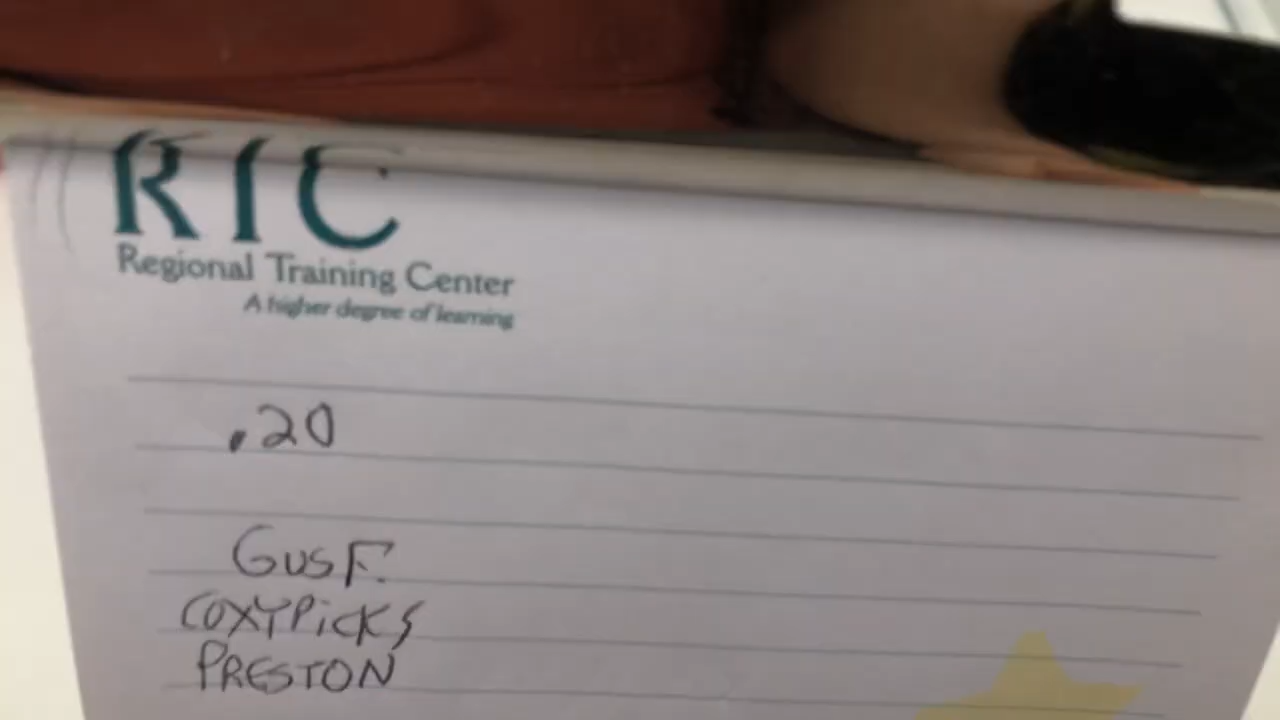 RTC
Regional Training Center
A higher degree of learning
.20
GUS F.
COXYPICKS
PRESTON